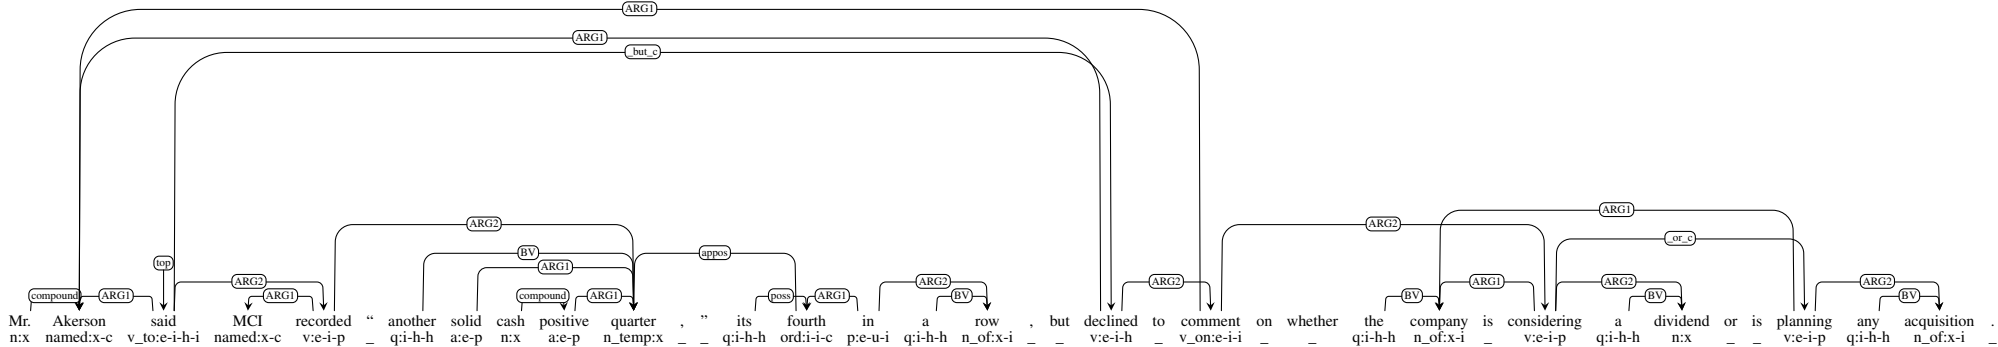 ARG1
ARG1
_but_c
ARG1
ARG2 ARG2
_or_c
BV appos
top ARG1
ARG2 ARG2 ARG2 ARG2 ARG1 ARG2 ARG2
compound ARG1 ARG1 compound ARG1 poss ARG1 BV BV BV BV
Mr. Akerson said MCI recorded “ another solid cash positive quarter , ” its fourth in a row , but declined to comment on whether the company is considering a dividend or is planning any acquisition .
n:x named:x-c v_to:e-i-h-i named:x-c v:e-i-p _ q:i-h-h a:e-p n:x a:e-p n_temp:x _ _ q:i-h-h ord:i-i-c p:e-u-i q:i-h-h n_of:x-i _ _ v:e-i-h _ v_on:e-i-i _ _ q:i-h-h n_of:x-i _ v:e-i-p q:i-h-h n:x _ _ v:e-i-p q:i-h-h n_of:x-i _